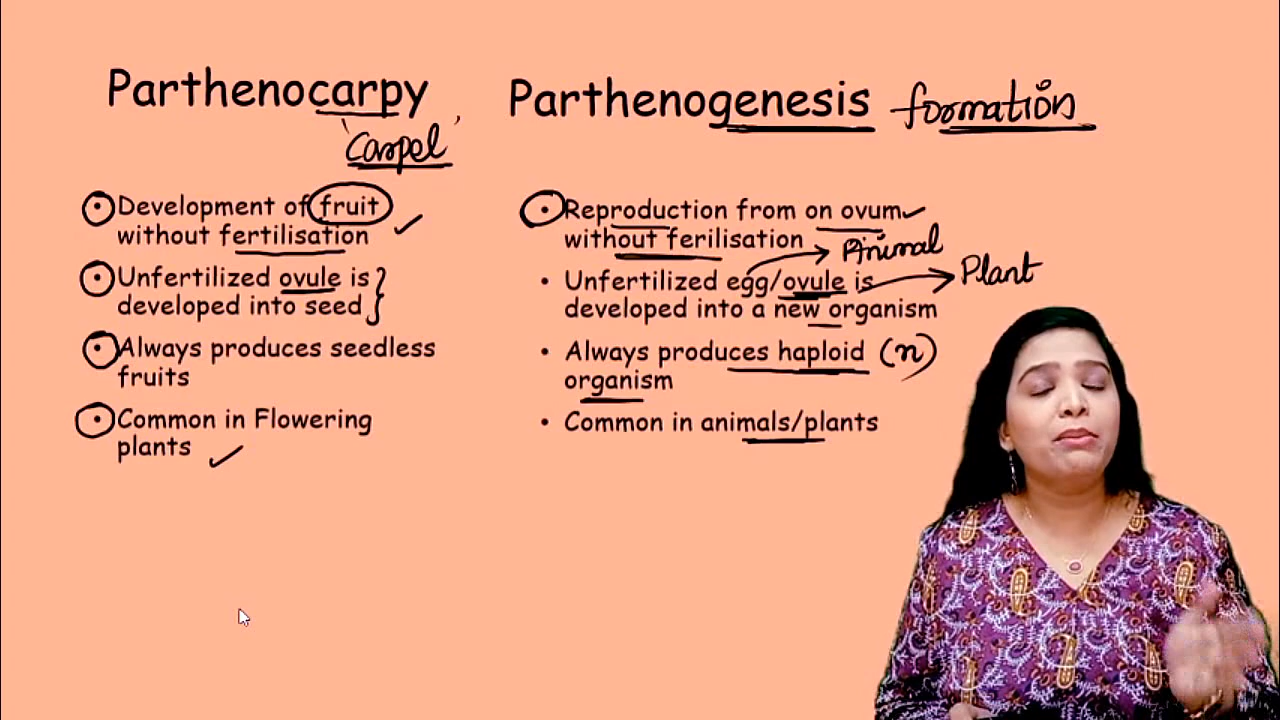 Parthenocarpy
Carpel
Development of fruit
without fertilisation
Unfertilized ovule is
developed into seed
Always produces seedless
fruits
Common in Flowering
plants
Parthenogenesis formation
Reproduction from on ovum
without ferilisation
Animal
Unfertilized egg/ovule is
Plant
developed into a new organism
Always produces haploid (n)
organism
Common in animals/plants